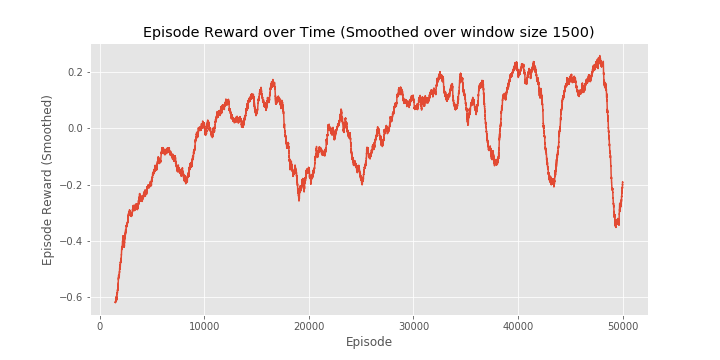 Episode Reward over Time (Smoothed over window size 1500)
Episode Reward (Smoothed)
0.2
0.0
−0.2
−0.4
−0.6
0 10000 20000 30000 40000 50000
Episode